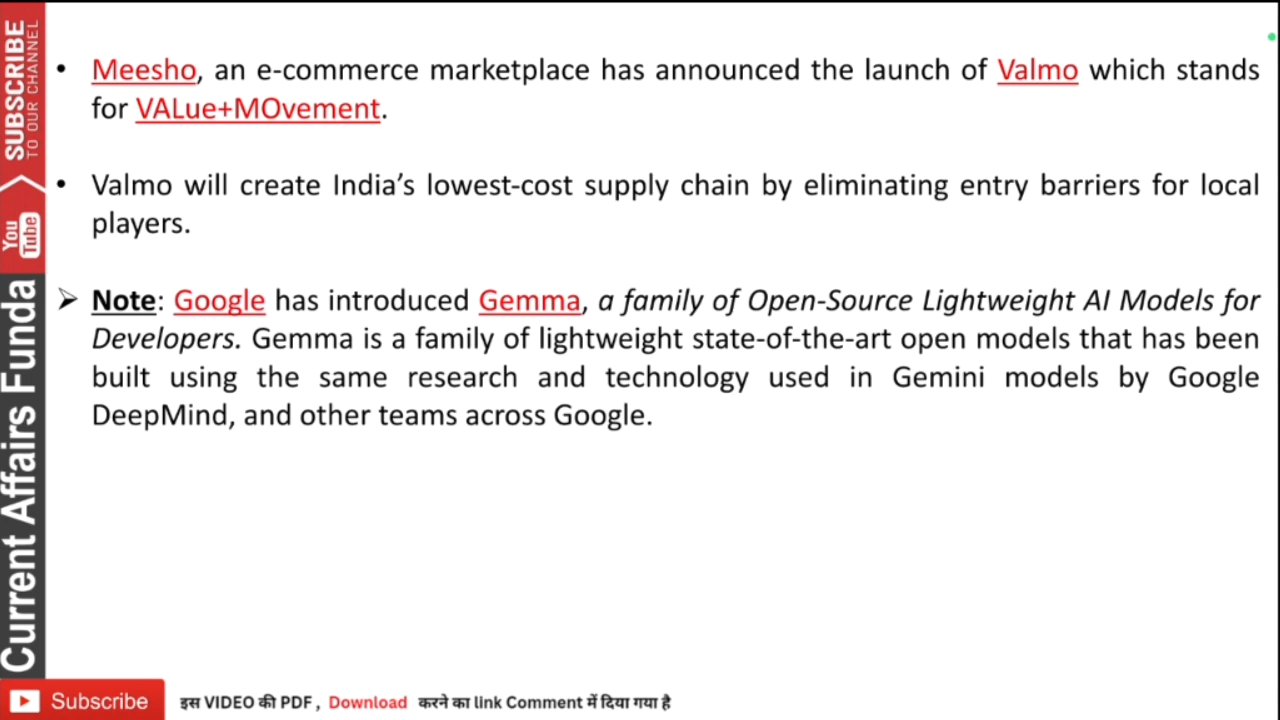 SUBSCRIBE
TO OUR CHANNEL
You
Tube
Current Affairs Funda
• Meesho, an e-commerce marketplace has announced the launch of Valmo which stands
for VALue+MOvement.
• Valmo will create India’s lowest-cost supply chain by eliminating entry barriers for local
players.
➢ Note: Google has introduced Gemma, a family of Open-Source Lightweight AI Models for
Developers. Gemma is a family of lightweight state-of-the-art open models that has been
built using the same research and technology used in Gemini models by Google
DeepMind, and other teams across Google.
Subscribe
इस VIDEO की PDF , Download करने का link Comment में दिया गया है